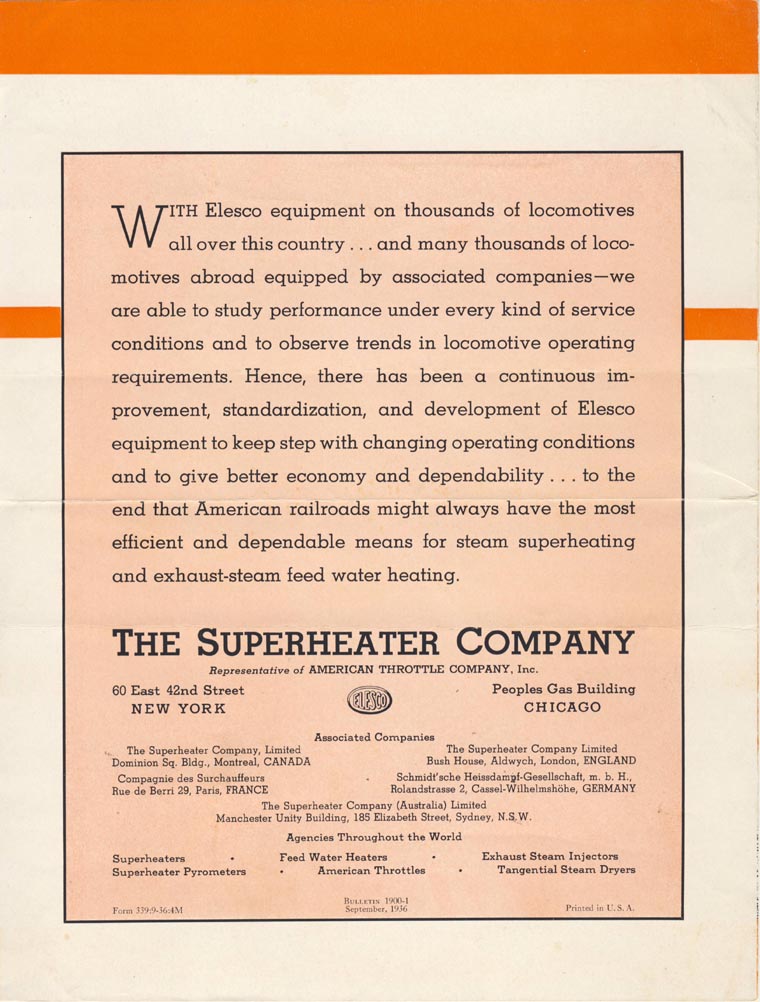 WITH Elesco equipment on thousands of locomotives
all over this country . . . and many thousands of loco-
motives abroad equipped by associated companies—we
are able to study performance under every kind of service
conditions and to observe trends in locomotive operating
requirements. Hence, there has been a continuous im-
provement, standardization, and development of Elesco
equipment to keep step with changing operating conditions
and to give better economy and dependability . . . to the
end that American railroads might always have the most
efficient and dependable means for steam superheating
and exhaust-steam feed water heating.
THE SUPERHEATER COMPANY
Representative of AMERICAN THROTTLE COMPANY, Inc.
60 East 42nd Street
NEW YORK
ELESCO
Peoples Gas Building
CHICAGO
Associated Companies
The Superheater Company, Limited
Dominion Sq. Bldg., Montreal, CANADA
The Superheater Company Limited
Bush House, Aldwych, London, ENGLAND
Compagnie des Surchauffeurs
Rue de Berri 29, Paris, FRANCE
Schmidt'sche Heissdampf-Gesellschaft, m. b. H.,
Rolandstrasse 2, Cassel-Wilhelmshöhe, GERMANY
The Superheater Company (Australia) Limited
Manchester Unity Building, 185 Elizabeth Street, Sydney, N.S.W.
Agencies Throughout the World
Superheaters • Feed Water Heaters • Exhaust Steam Injectors
Superheater Pyrometers • American Throttles • Tangential Steam Dryers
Form 339:9-36:4M
BULLETIN 1900-1
September, 1936
Printed in U. S. A.